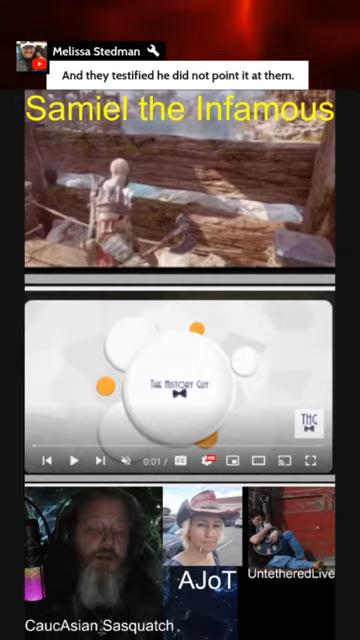 Melissa Stedman
And they testified he did not point it at them.
Samiel the Infamous
THE HISTORY GUY
THG
0:01 /
CC
HD
CaucAsian Sasquatch
AJoT
UntetheredLive